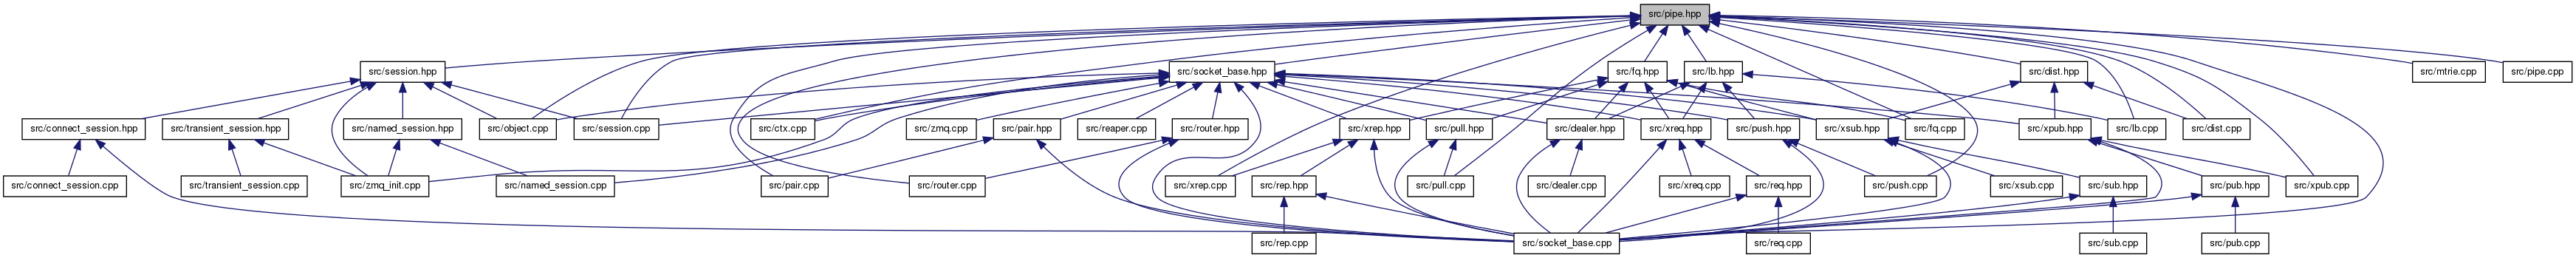 src/pipe.hpp
src/session.hpp
src/socket_base.hpp
src/fq.hpp
src/lb.hpp
src/dist.hpp
src/mtrie.cpp
src/pipe.cpp
src/connect_session.hpp
src/transient_session.hpp
src/named_session.hpp
src/object.cpp
src/session.cpp
src/ctx.cpp
src/zmq.cpp
src/pair.hpp
src/reaper.cpp
src/router.hpp
src/xrep.hpp
src/pull.hpp
src/dealer.hpp
src/xreq.hpp
src/push.hpp
src/xsub.hpp
src/fq.cpp
src/xpub.hpp
src/lb.cpp
src/dist.cpp
src/connect_session.cpp
src/transient_session.cpp
src/zmq_init.cpp
src/named_session.cpp
src/pair.cpp
src/router.cpp
src/xrep.cpp
src/rep.hpp
src/pull.cpp
src/dealer.cpp
src/xreq.cpp
src/req.hpp
src/push.cpp
src/xsub.cpp
src/sub.hpp
src/pub.hpp
src/xpub.cpp
src/rep.cpp
src/socket_base.cpp
src/req.cpp
src/sub.cpp
src/pub.cpp